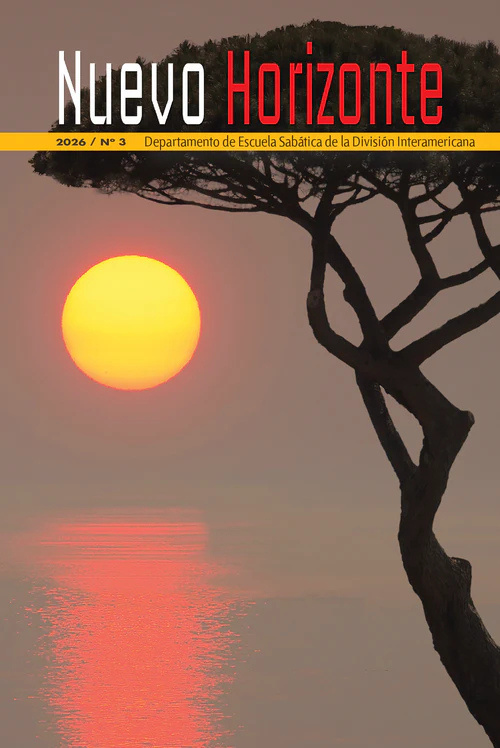 Nuevo Horizonte
2026 / Nº 3 Departamento de Escuela Sabática de la División Interamericana